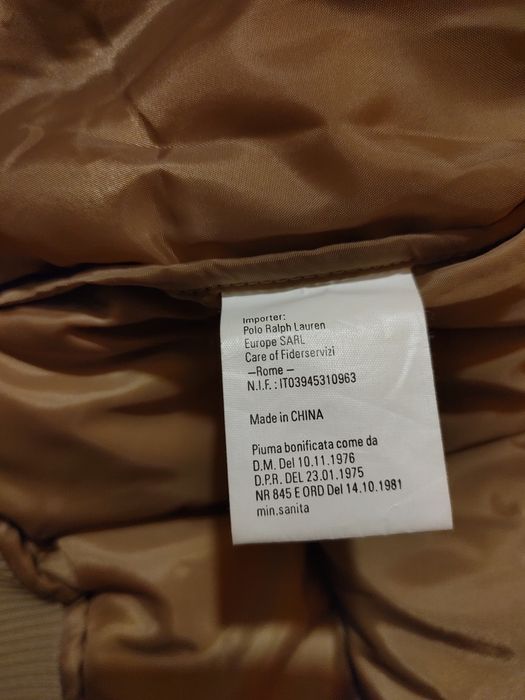 Importer:
Polo Ralph Lauren
Europe SARL
Care of Fiderservizi
—Rome —
N.I.F. : IT03945310963
Made in CHINA
Piuma bonificata come da
D.M. Del 10.11.1976
D.P.R. DEL 23.01.1975
NR 845 E ORD Del 14.10.1981
min.sanita